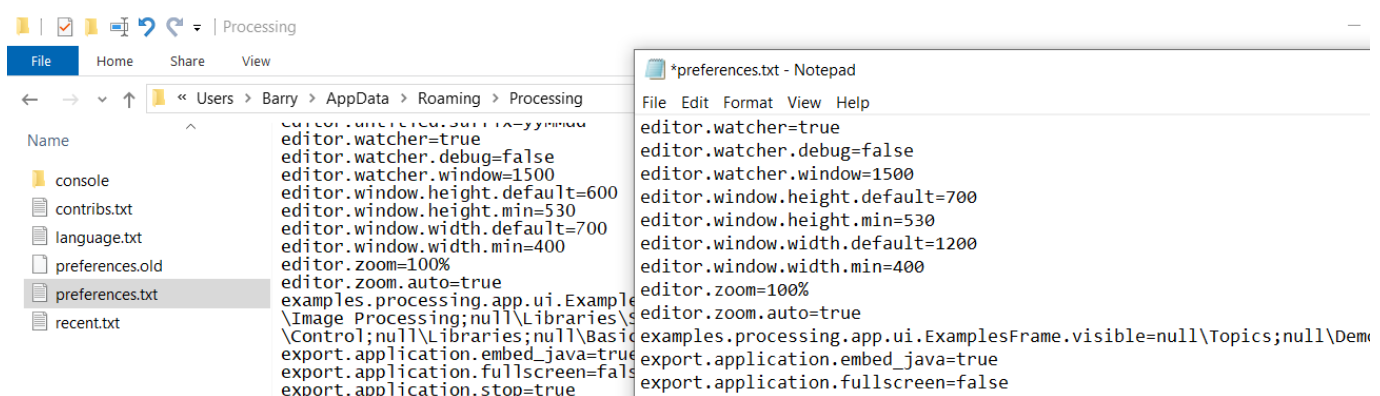 Processing
File Home Share View
« Users > Barry > AppData > Roaming > Processing
Name
console
contribs.txt
language.txt
preferences.old
preferences.txt
recent.txt
editor.untitled.suffix=yyMMdd
editor.watcher=true
editor.watcher.debug=false
editor.watcher.window=1500
editor.window.height.default=600
editor.window.height.min=530
editor.window.width.default=700
editor.window.width.min=400
editor.zoom=100%
editor.zoom.auto=true
examples.processing.app.ui.Example
\Image Processing;null\Libraries\S
\Control;null\Libraries;null\Basic
export.application.embed_java=true
export.application.fullscreen=fals
export.application.stop=true
*preferences.txt - Notepad
File Edit Format View Help
editor.watcher=true
editor.watcher.debug=false
editor.watcher.window=1500
editor.window.height.default=700
editor.window.height.min=530
editor.window.width.default=1200
editor.window.width.min=400
editor.zoom=100%
editor.zoom.auto=true
examples.processing.app.ui.ExamplesFrame.visible=null\Topics;null\Demo
export.application.embed_java=true
export.application.fullscreen=false